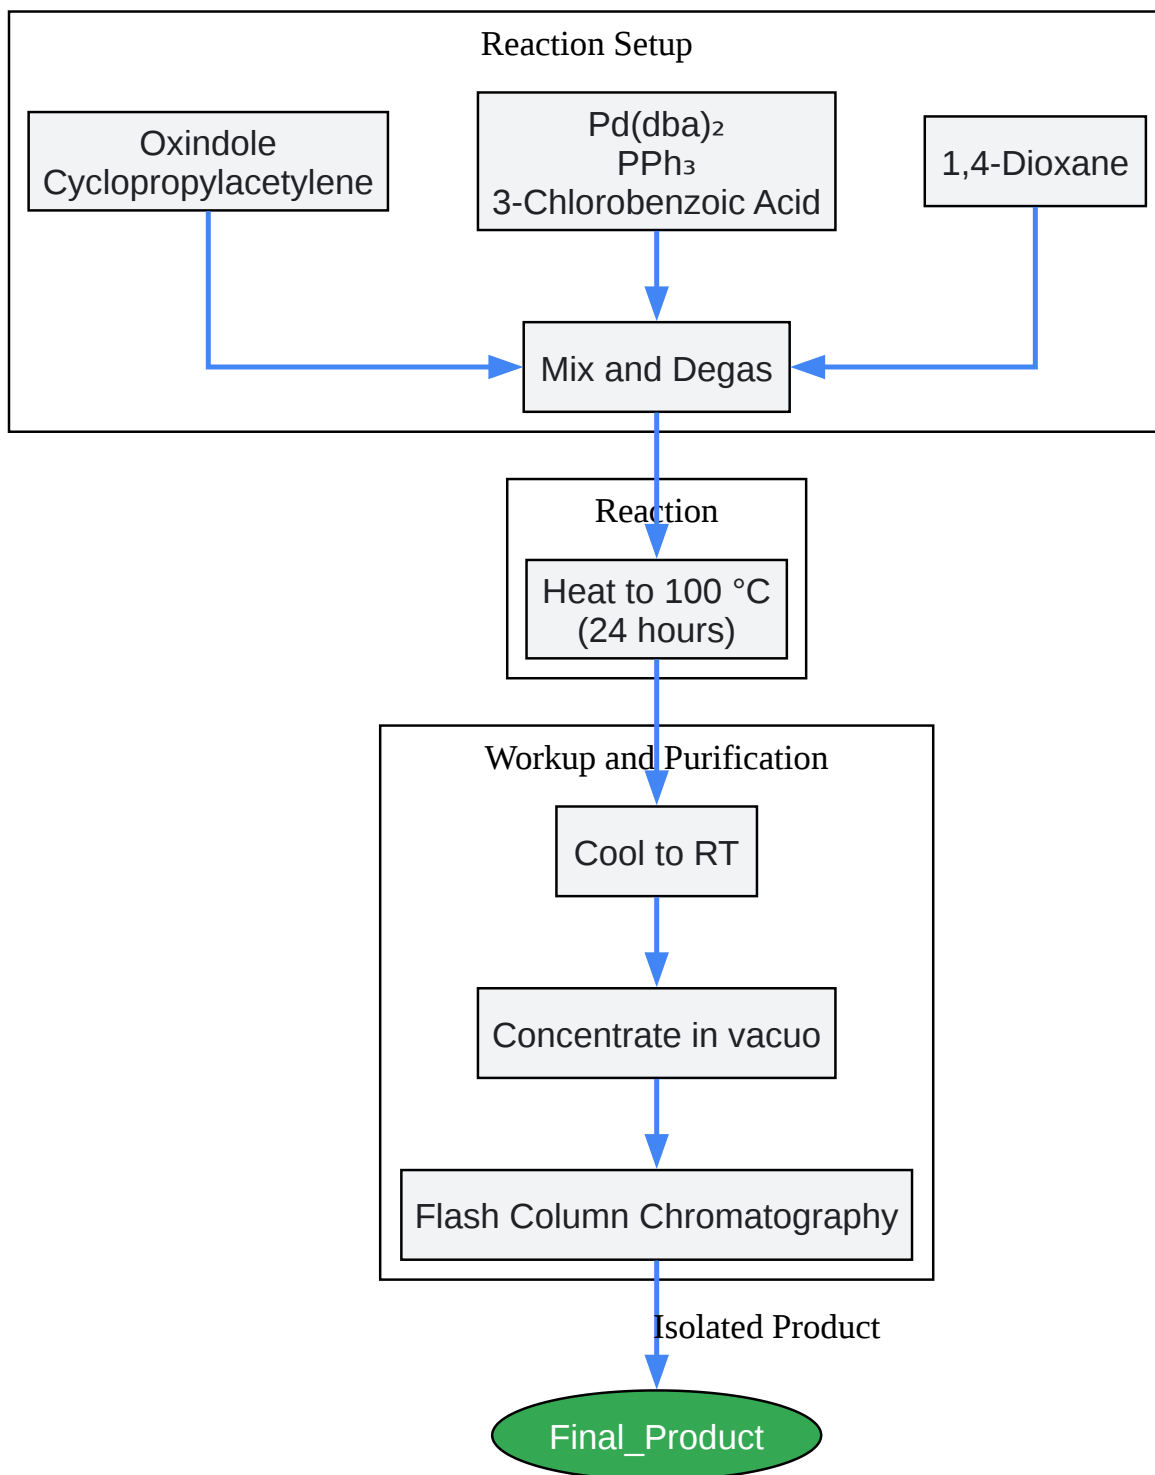 Reaction Setup
Oxindole
Cyclopropylacetylene
Pd(dba)₂
PPh₃
3-Chlorobenzoic Acid
1,4-Dioxane
Mix and Degas
Reaction
Heat to 100 °C
(24 hours)
Workup and Purification
Cool to RT
Concentrate in vacuo
Flash Column Chromatography
Isolated Product
Final_Product